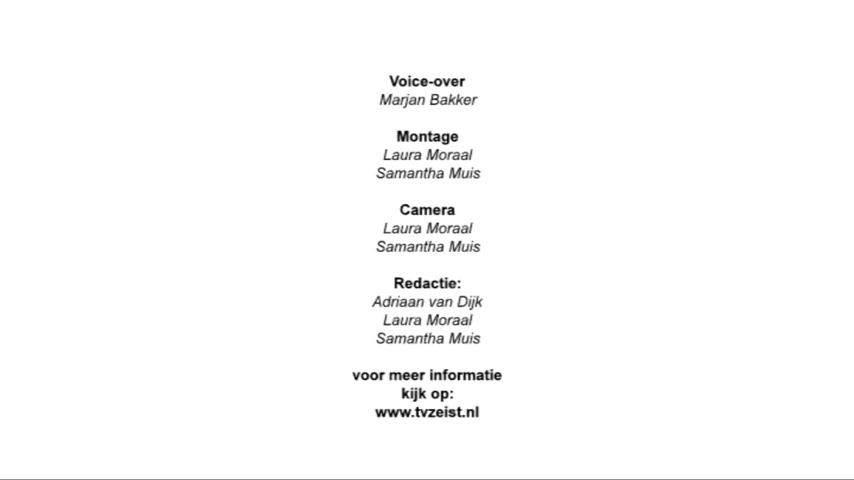 Voice-over
Marjan Bakker
Montage
Laura Moraal
Samantha Muis
Camera
Laura Moraal
Samantha Muis
Redactie:
Adriaan van Dijk
Laura Moraal
Samantha Muis
voor meer informatie
kijk op:
www.tvzeist.nl